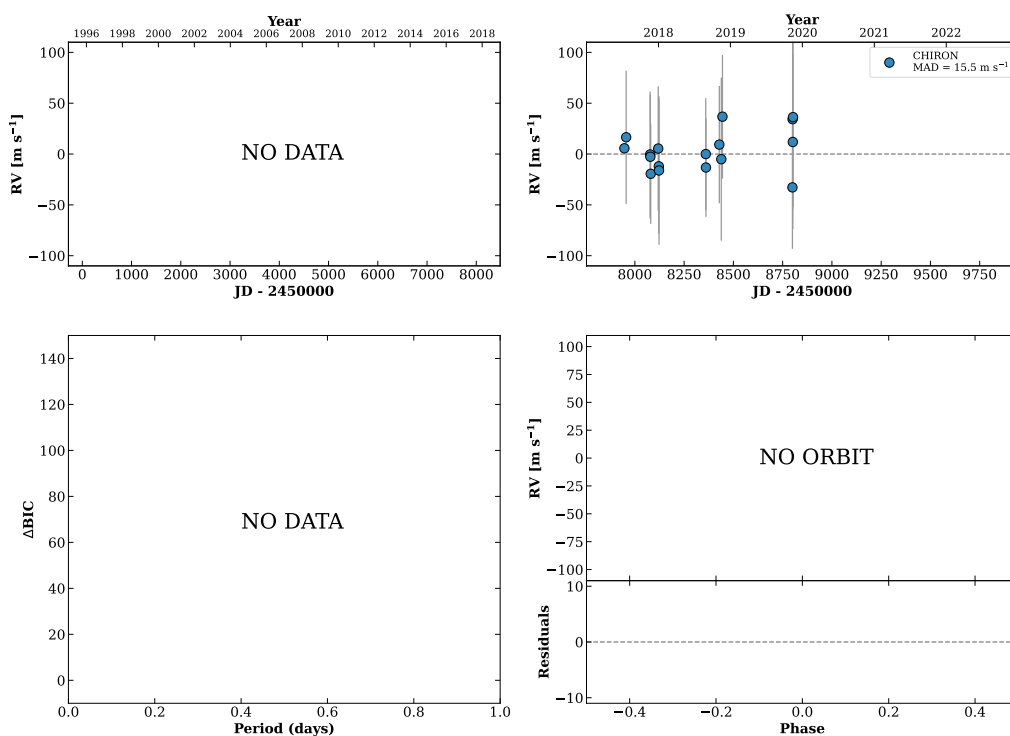 Year
1996 1998 2000 2002 2004 2006 2008 2010 2012 2014 2016 2018
100
50
0
−50
−100
RV [m s⁻¹]
NO DATA
0 1000 2000 3000 4000 5000 6000 7000 8000
JD - 2450000
Year
2018 2019 2020 2021 2022
CHIRON
MAD = 15.5 m s⁻¹
100
50
0
−50
−100
RV [m s⁻¹]
8000 8250 8500 8750 9000 9250 9500 9750
JD - 2450000
140
120
100
80
60
40
20
0
ΔBIC
NO DATA
0.0 0.2 0.4 0.6 0.8 1.0
Period (days)
100
75
50
25
0
−25
−50
−75
−100
RV [m s⁻¹]
NO ORBIT
10
0
−10
Residuals
−0.4 −0.2 −0.0 0.2 0.4
Phase